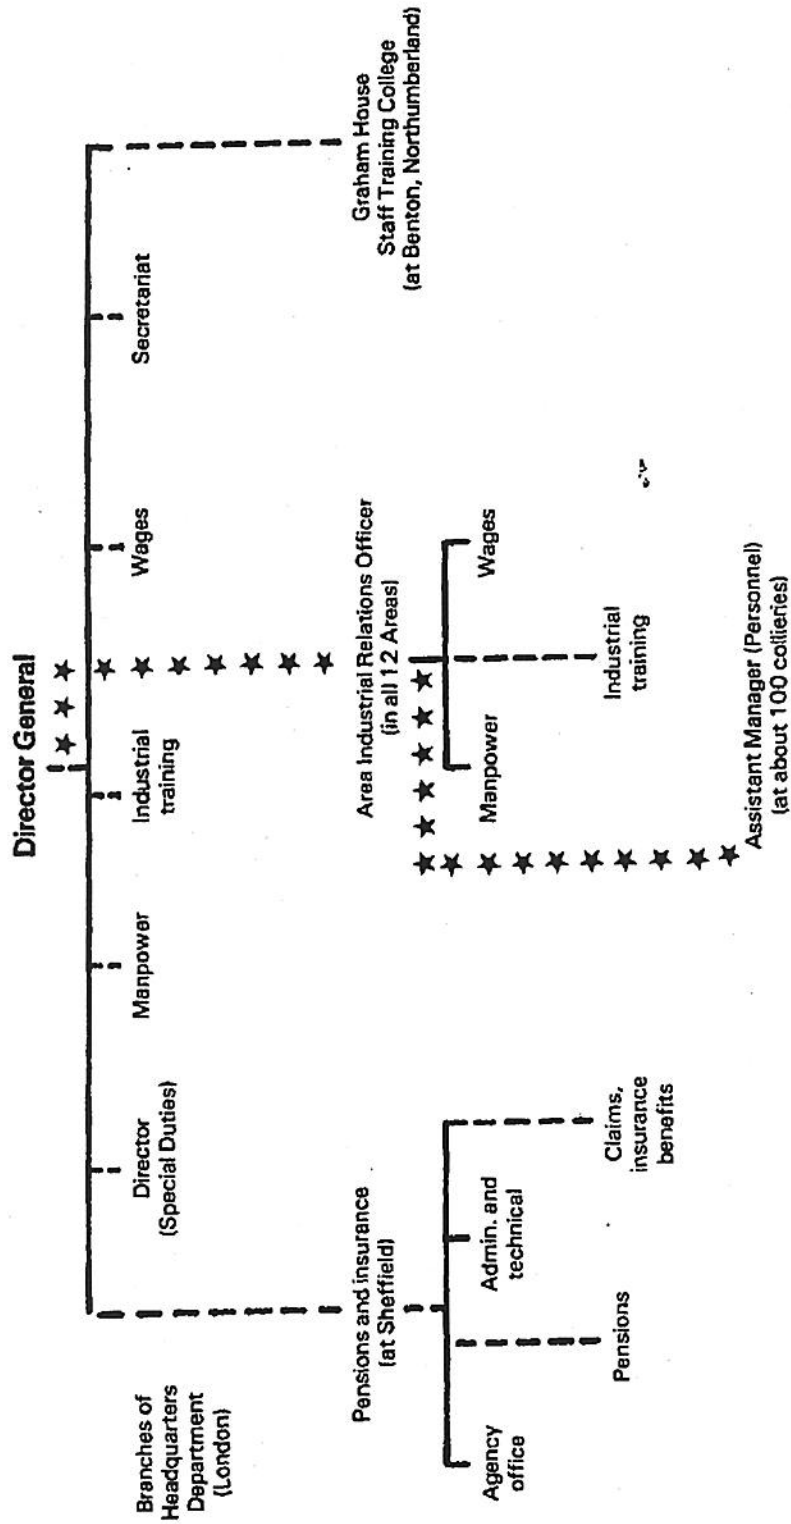 Director General
Branches of
Headquarters
Department
(London)
Director
(Special Duties)
Manpower
Industrial
training
Wages
Secretariat
Pensions and insurance
(at Sheffield)
Area Industrial Relations Officer
(in all 12 Areas)
Graham House
Staff Training College
(at Benton, Northumberland)
Agency
office
Admin. and
technical
Manpower
Wages
Pensions
Claims,
insurance
benefits
Industrial
training
Assistant Manager (Personnel)
(at about 100 collieries)